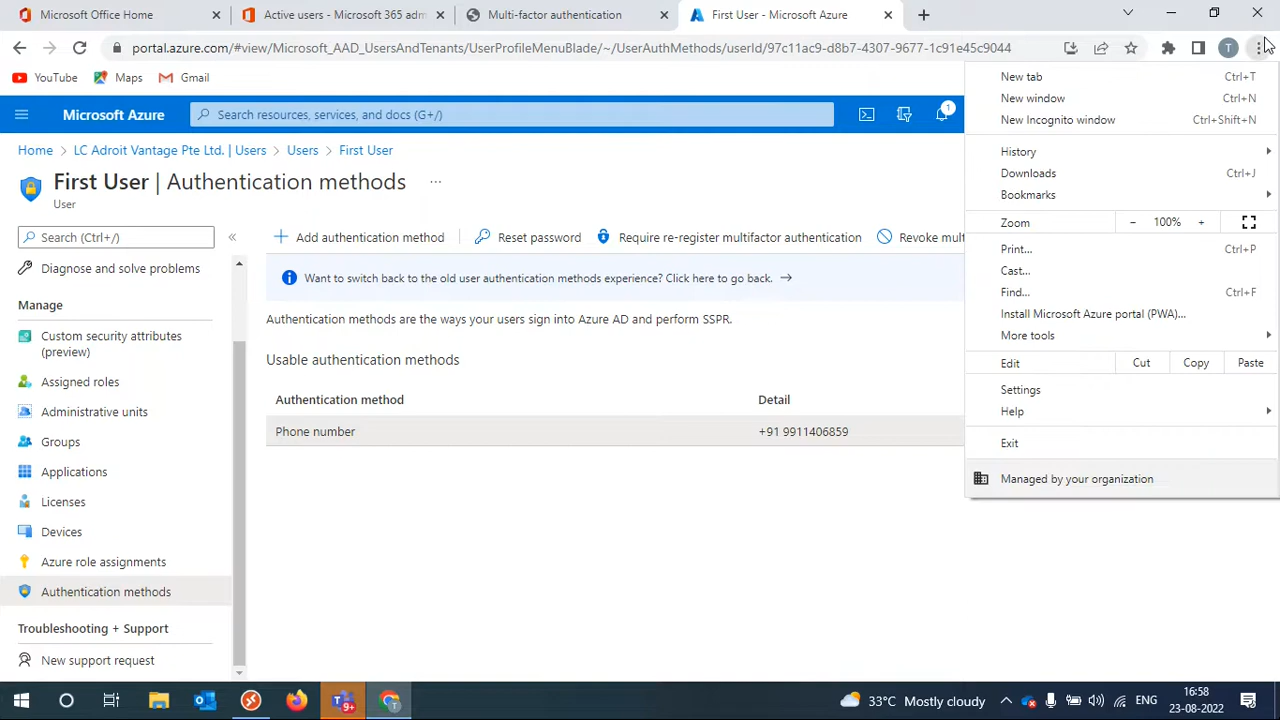 Microsoft Office Home
Active users - Microsoft 365 adm
Multi-factor authentication
First User - Microsoft Azure
portal.azure.com/#view/Microsoft_AAD_UsersAndTenants/UserProfileMenuBlade/~/UserAuthMethods/userId/97c11ac9-d8b7-4307-9677-1c91e45c9044
T
YouTube
Maps
Gmail
Microsoft Azure
Search resources, services, and docs (G+/)
1
Home > LC Adroit Vantage Pte Ltd. | Users > Users > First User
First User | Authentication methods ...
User
Search (Ctrl+/)
«
Add authentication method
Reset password
Require re-register multifactor authentication
Revoke mult
Diagnose and solve problems
Manage
Custom security attributes
(preview)
Assigned roles
Administrative units
Groups
Applications
Licenses
Devices
Azure role assignments
Authentication methods
Troubleshooting + Support
New support request
Want to switch back to the old user authentication methods experience? Click here to go back. →
Authentication methods are the ways your users sign into Azure AD and perform SSPR.
Usable authentication methods
Authentication method Detail
Phone number +91 9911406859
New tab Ctrl+T
New window Ctrl+N
New Incognito window Ctrl+Shift+N
History
Downloads Ctrl+J
Bookmarks
Zoom - 100% +
Print... Ctrl+P
Cast...
Find... Ctrl+F
Install Microsoft Azure portal (PWA)...
More tools
Edit Cut Copy Paste
Settings
Help
Exit
Managed by your organization
9+
33°C Mostly cloudy
ENG
16:58
23-08-2022